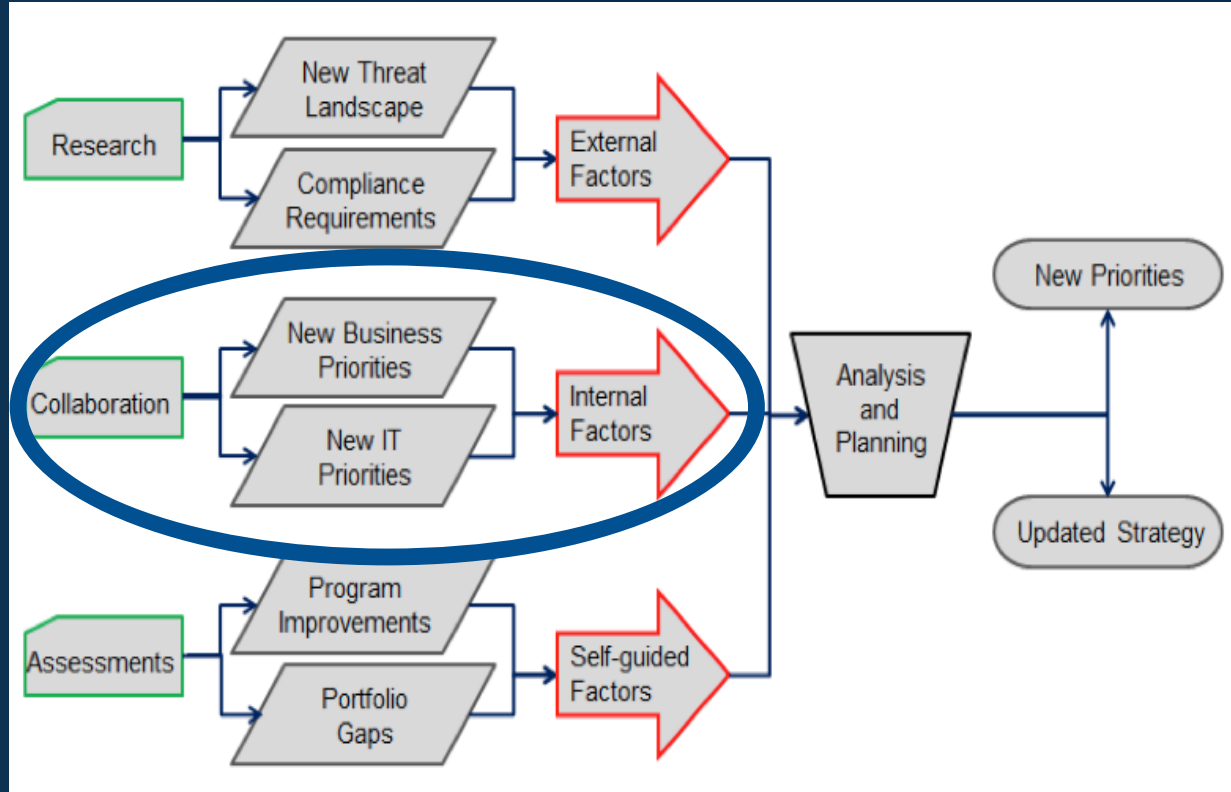 Research
New Threat
Landscape
Compliance
Requirements
External
Factors
Collaboration
New Business
Priorities
New IT
Priorities
Internal
Factors
Assessments
Program
Improvements
Portfolio
Gaps
Self-guided
Factors
Analysis
and
Planning
New Priorities
Updated Strategy